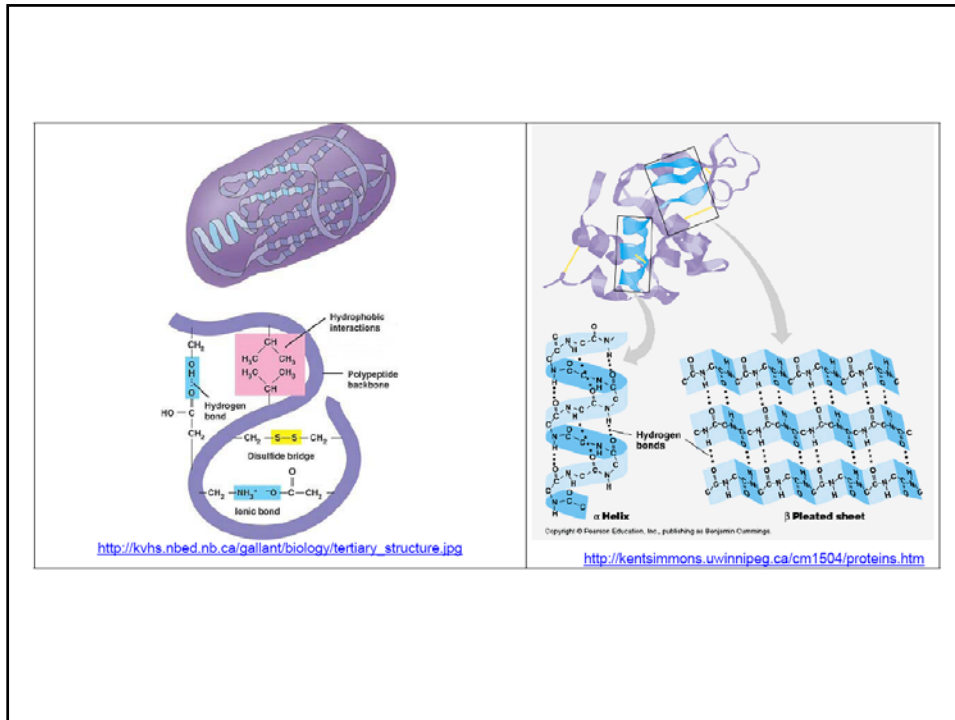 Hydrophobic
interactions
CH
H₃C CH₃
H₃C CH₃
CH
Polypeptide
backbone
CH₂
OH
O
Hydrogen
bond
HO—C
CH₂
—CH₂—S—S—CH₂—
Disulfide bridge
O
—CH₂—NH₃⁺ ⁻O—C—CH₂—
Ionic bond
http://kvhs.nbed.nb.ca/gallant/biology/tertiary_structure.jpg
Hydrogen
bonds
α Helix
β Pleated sheet
Copyright © Pearson Education, Inc., publishing as Benjamin Cummings.
http://kentsimmons.uwinnipeg.ca/cm1504/proteins.htm